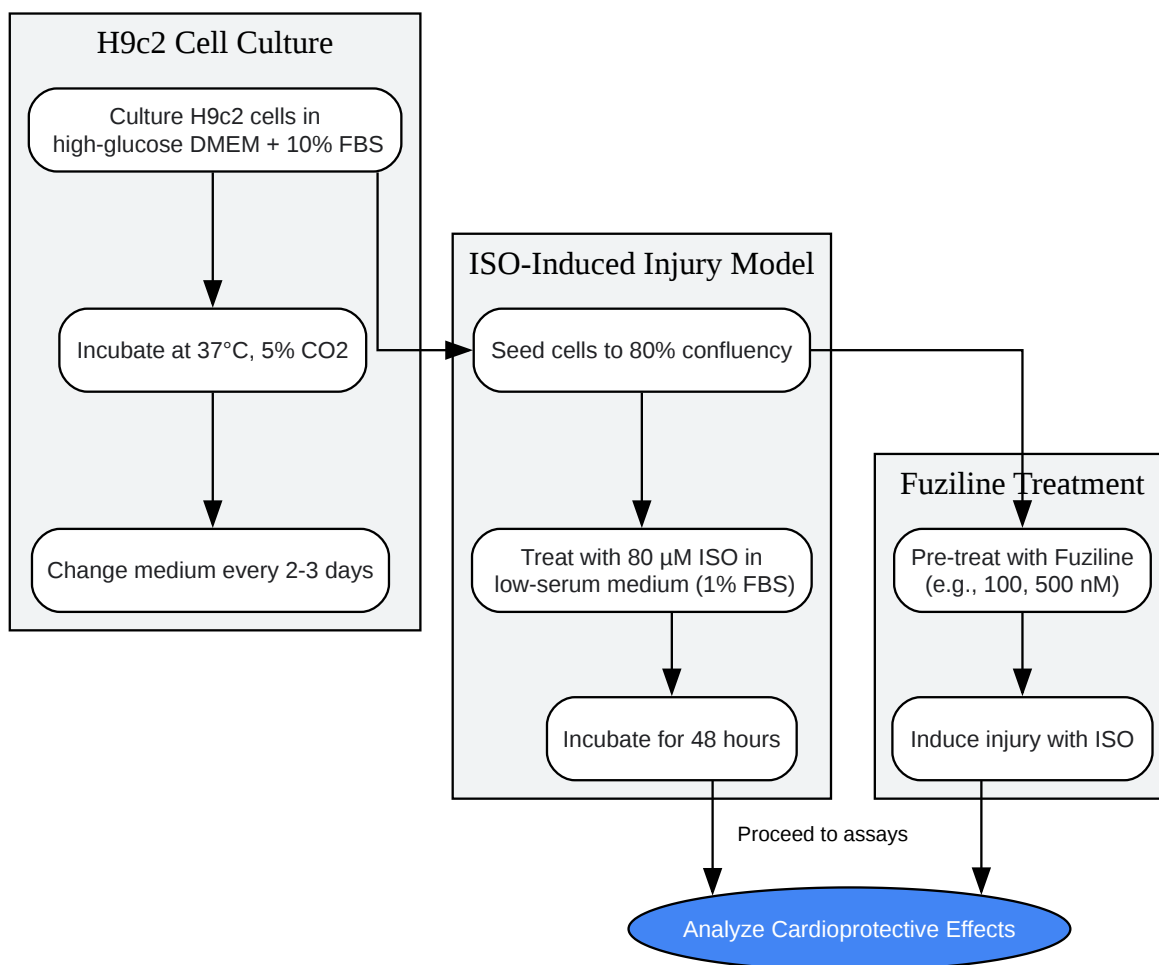 H9c2 Cell Culture
Culture H9c2 cells in
high-glucose DMEM + 10% FBS
Incubate at 37°C, 5% CO2
Change medium every 2-3 days
ISO-Induced Injury Model
Seed cells to 80% confluency
Treat with 80 µM ISO in
low-serum medium (1% FBS)
Incubate for 48 hours
Fuziline Treatment
Pre-treat with Fuziline
(e.g., 100, 500 nM)
Induce injury with ISO
Proceed to assays
Analyze Cardioprotective Effects